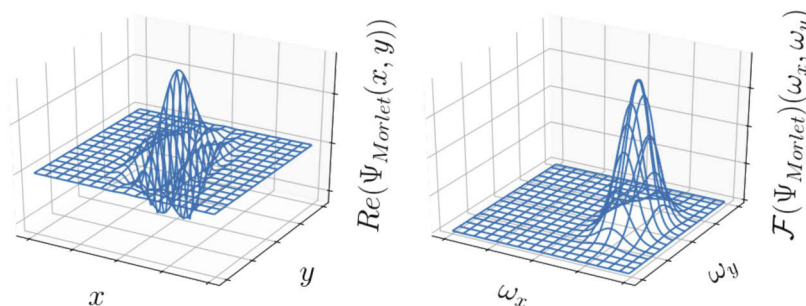 x
y
Re(Ψ_{Morlet}(x, y))
ω_x
ω_y
ℱ(Ψ_{Morlet})(ω_x, ω_y)